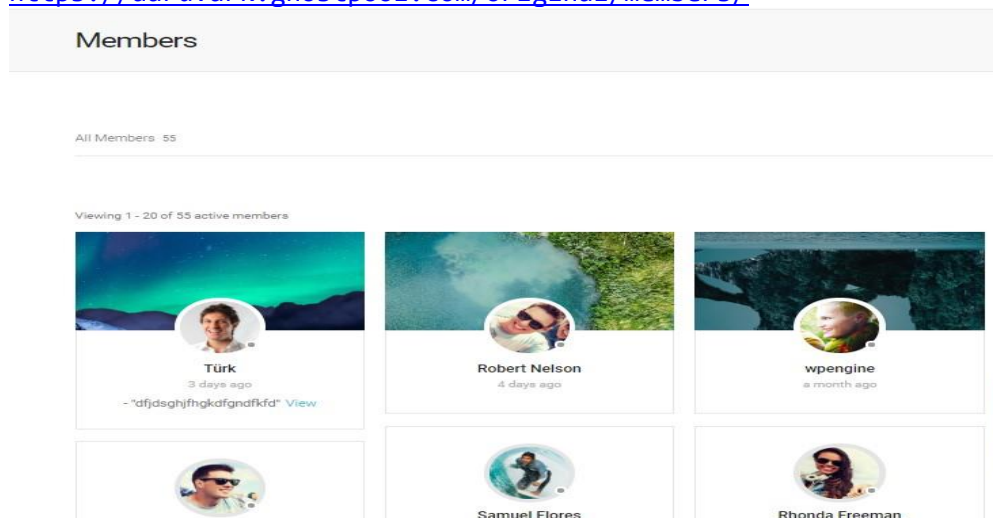 Members
All Members 55
Viewing 1 - 20 of 55 active members
Türk
3 days ago
- "dfjdsghjfhgkdfgndfkfd" View
Robert Nelson
4 days ago
wpengine
a month ago
Samuel Flores
Rhonda Freeman